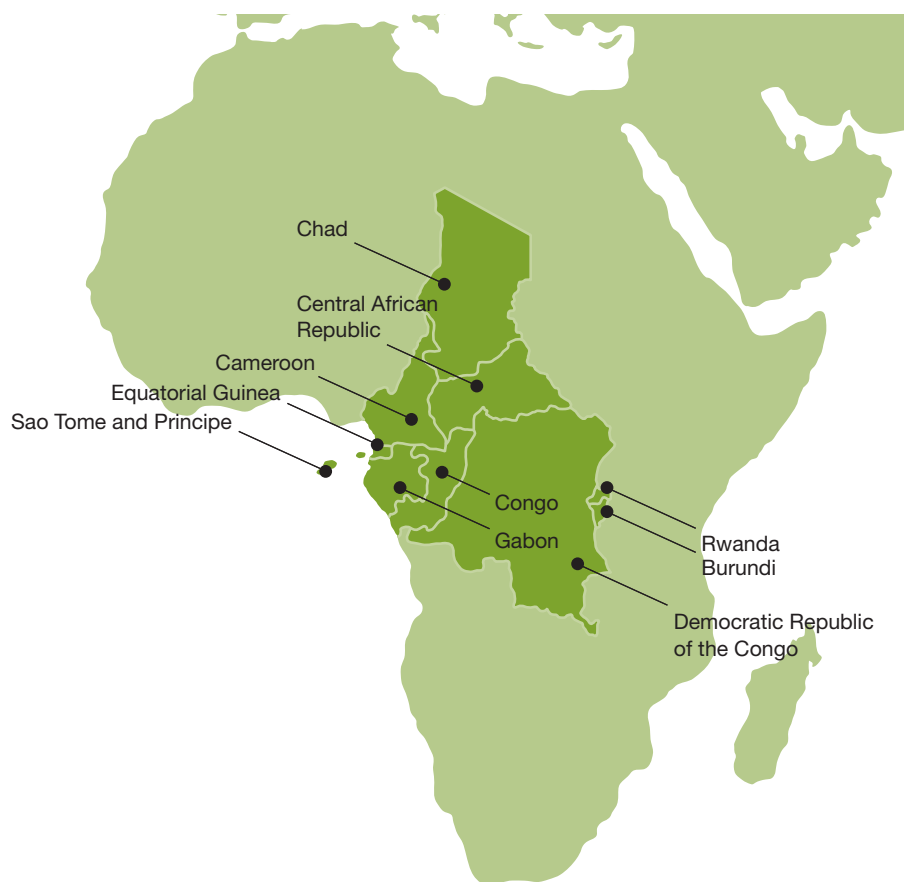 Chad
Central African
Republic
Cameroon
Equatorial Guinea
Sao Tome and Principe
Congo
Gabon
Rwanda
Burundi
Democratic Republic
of the Congo